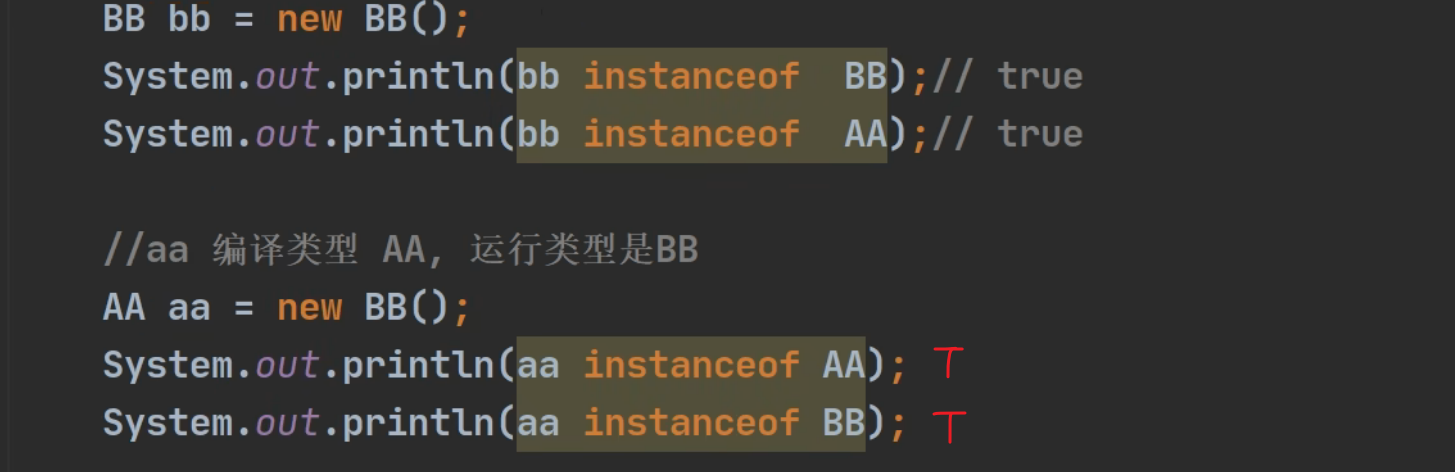 BB bb = new BB();
System.out.println(bb instanceof  BB);// true
System.out.println(bb instanceof  AA);// true
//aa 编译类型 AA, 运行类型是BB
AA aa = new BB();
System.out.println(aa instanceof AA); T
System.out.println(aa instanceof BB); T